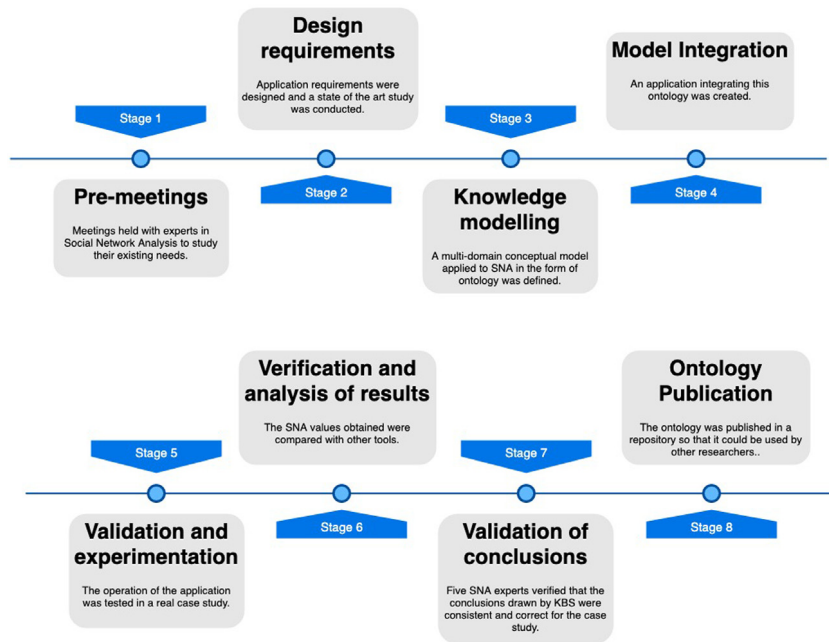 Stage 1
Pre-meetings
Meetings held with experts in
Social Network Analysis to study
their existing needs.
Design
requirements
Application requirements were
designed and a state of the art study
was conducted.
Stage 2
Stage 3
Knowledge
modelling
A multi-domain conceptual model
applied to SNA in the form of
ontology was defined.
Model Integration
An application integrating this
ontology was created.
Stage 4
Stage 5
Validation and
experimentation
The operation of the application
was tested in a real case study.
Verification and
analysis of results
The SNA values obtained were
compared with other tools.
Stage 6
Stage 7
Validation of
conclusions
Five SNA experts verified that the
conclusions drawn by KBS were
consistent and correct for the case
study.
Ontology
Publication
The ontology was published in a
repository so that it could be used by
other researchers..
Stage 8